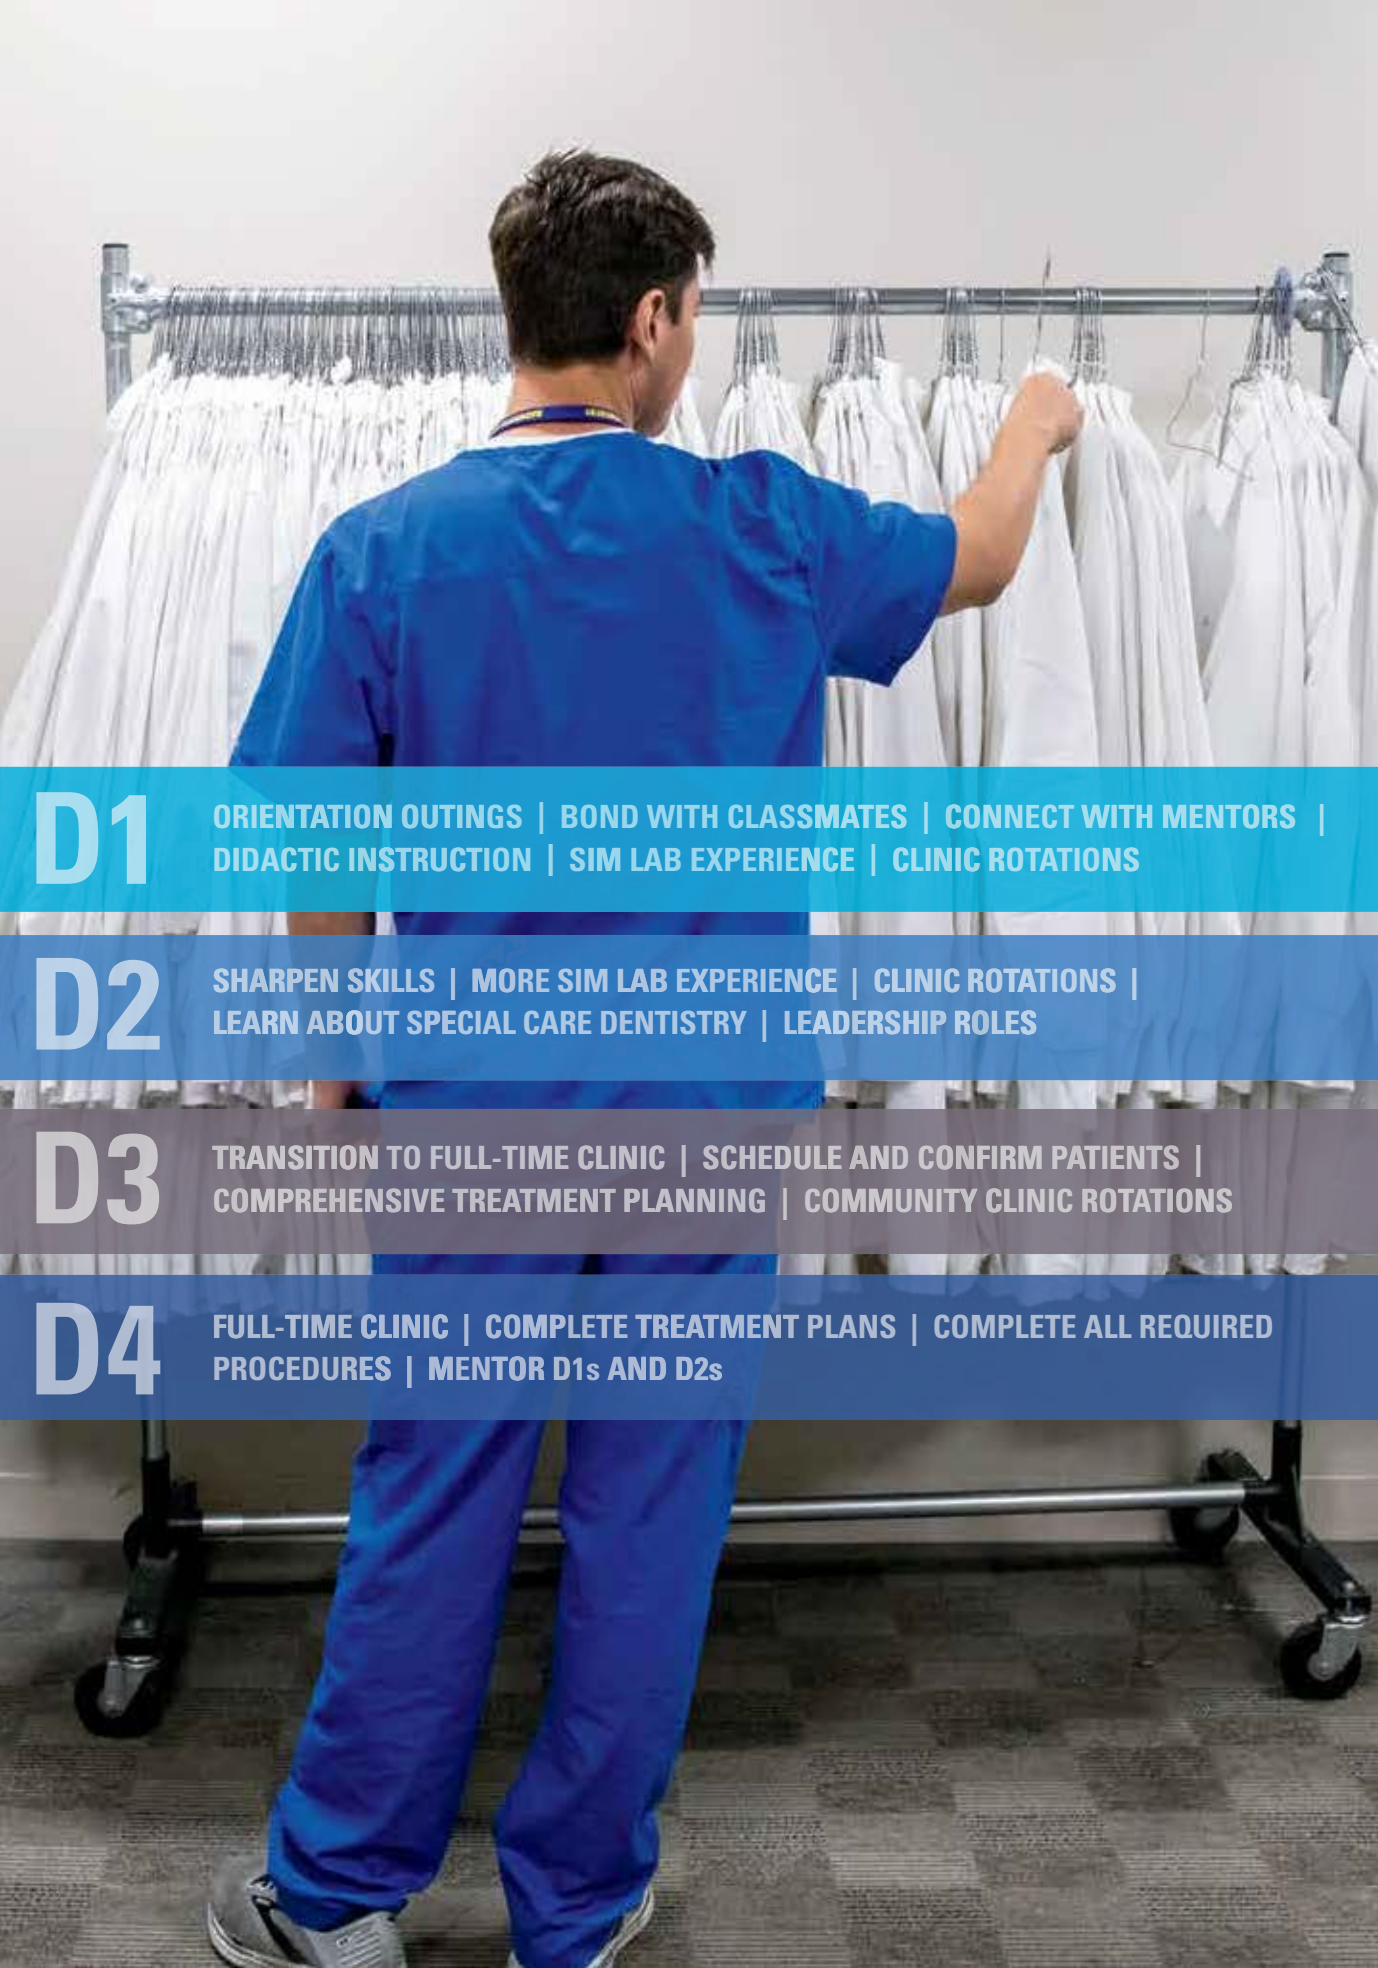 D1
ORIENTATION OUTINGS | BOND WITH CLASSMATES | CONNECT WITH MENTORS |
DIDACTIC INSTRUCTION | SIM LAB EXPERIENCE | CLINIC ROTATIONS
D2
SHARPEN SKILLS | MORE SIM LAB EXPERIENCE | CLINIC ROTATIONS |
LEARN ABOUT SPECIAL CARE DENTISTRY | LEADERSHIP ROLES
D3
TRANSITION TO FULL-TIME CLINIC | SCHEDULE AND CONFIRM PATIENTS |
COMPREHENSIVE TREATMENT PLANNING | COMMUNITY CLINIC ROTATIONS
D4
FULL-TIME CLINIC | COMPLETE TREATMENT PLANS | COMPLETE ALL REQUIRED
PROCEDURES | MENTOR D1s AND D2s